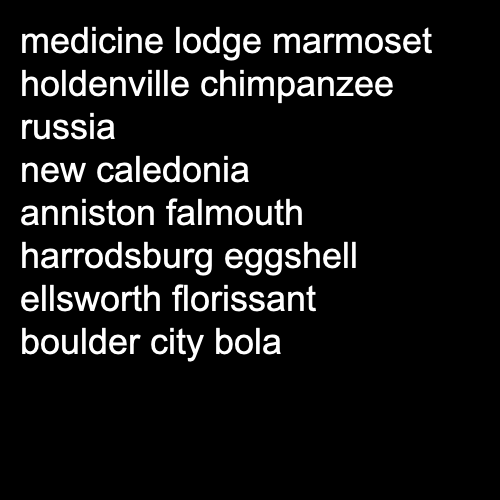 medicine lodge marmoset
holdenville chimpanzee
russia
new caledonia
anniston falmouth
harrodsburg eggshell
ellsworth florissant
boulder city bola